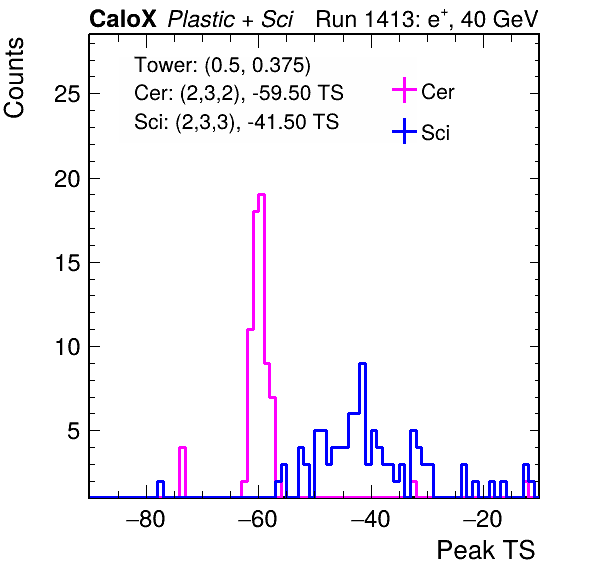 CaloX Plastic + Sci Run 1413: e⁺, 40 GeV
Tower: (0.5, 0.375)
Cer: (2,3,2), -59.50 TS
Sci: (2,3,3), -41.50 TS
Cer
Sci
Counts
25
20
15
10
5
−80 −60 −40 −20
Peak TS